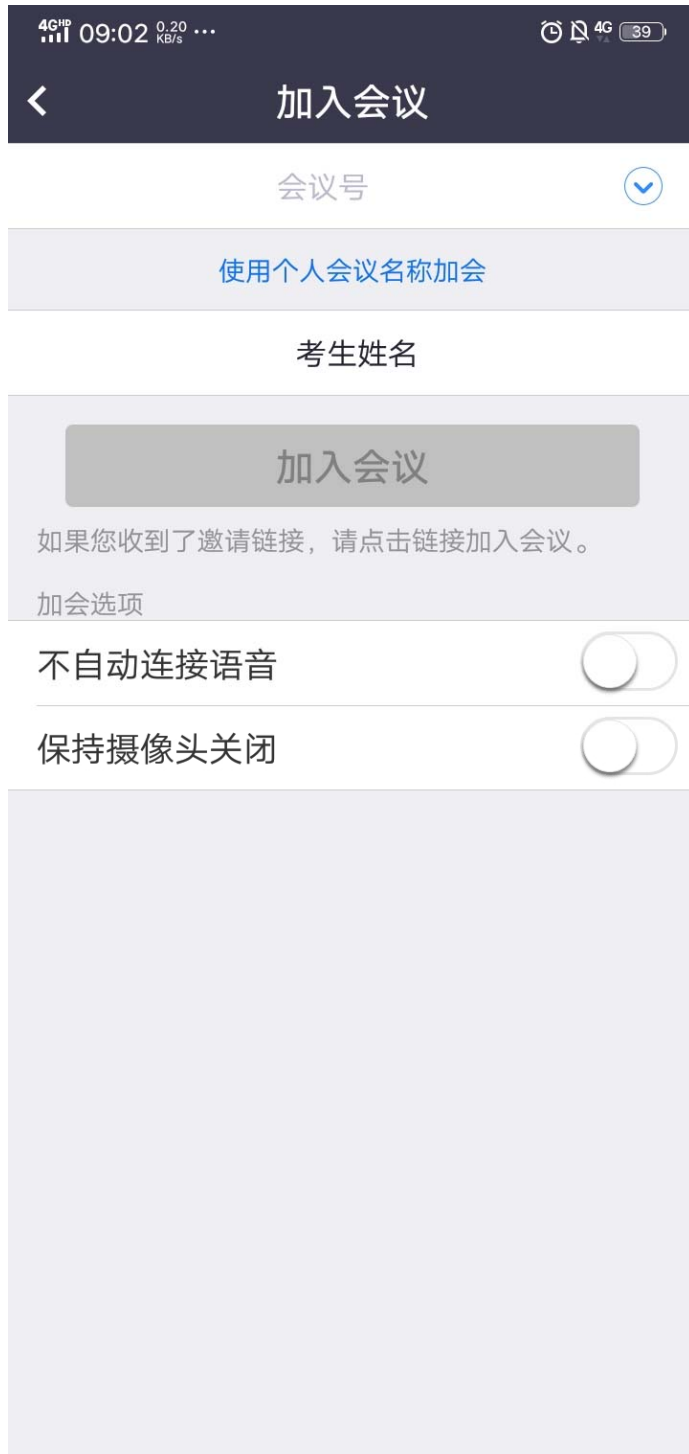 4GHD 09:02 0.20 KB/s ··· 4G 39
加入会议
会议号
使用个人会议名称加会
考生姓名
加入会议
如果您收到了邀请链接，请点击链接加入会议。
加会选项
不自动连接语音
保持摄像头关闭